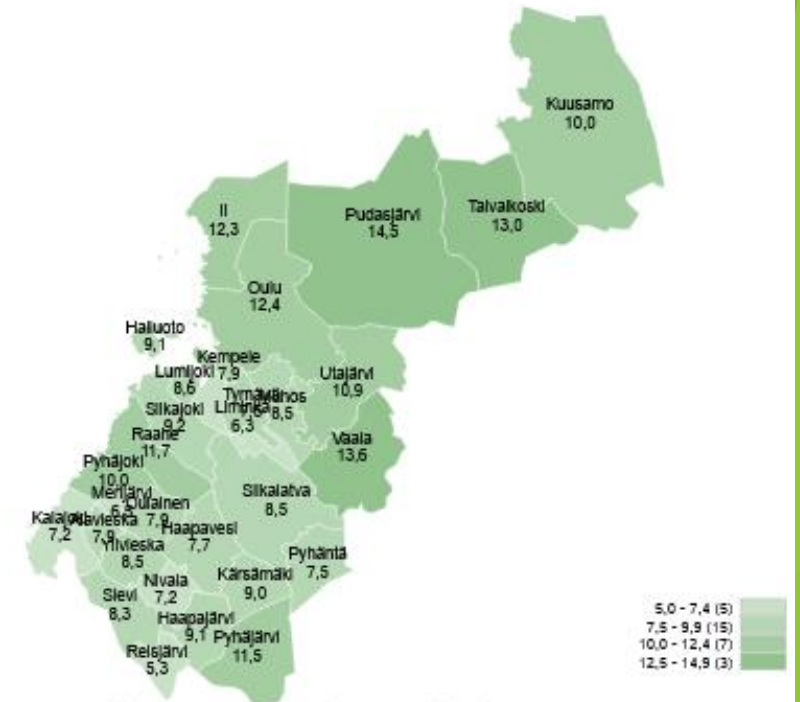 Kuusamo
10,0
Taivalkoski
13,0
Pudasjärvi
14,5
Ii
12,3
Oulu
12,4
Hailuoto
9,1
Kempele
7,9
Lumijoki
8,6
Utajärvi
10,9
8,5
Liminka
6,3
Siikajoki
9,2
Raahe
11,7
Vaala
13,6
Pyhäjoki
10,0
Merijärvi
Siikalatva
8,5
Oulainen
7,9
Kalajoki
7,2
Alavieska
7,9
Haapavesi
7,7
Ylivieska
8,5
Pyhäntä
7,5
Kärsämäki
9,0
Nivala
7,2
Sievi
8,3
Haapajärvi
9,1
Pyhäjärvi
11,5
Reisjärvi
5,3
5,0 - 7,4 (5)
7,5 - 9,9 (15)
10,0 - 12,4 (7)
12,5 - 14,9 (3)